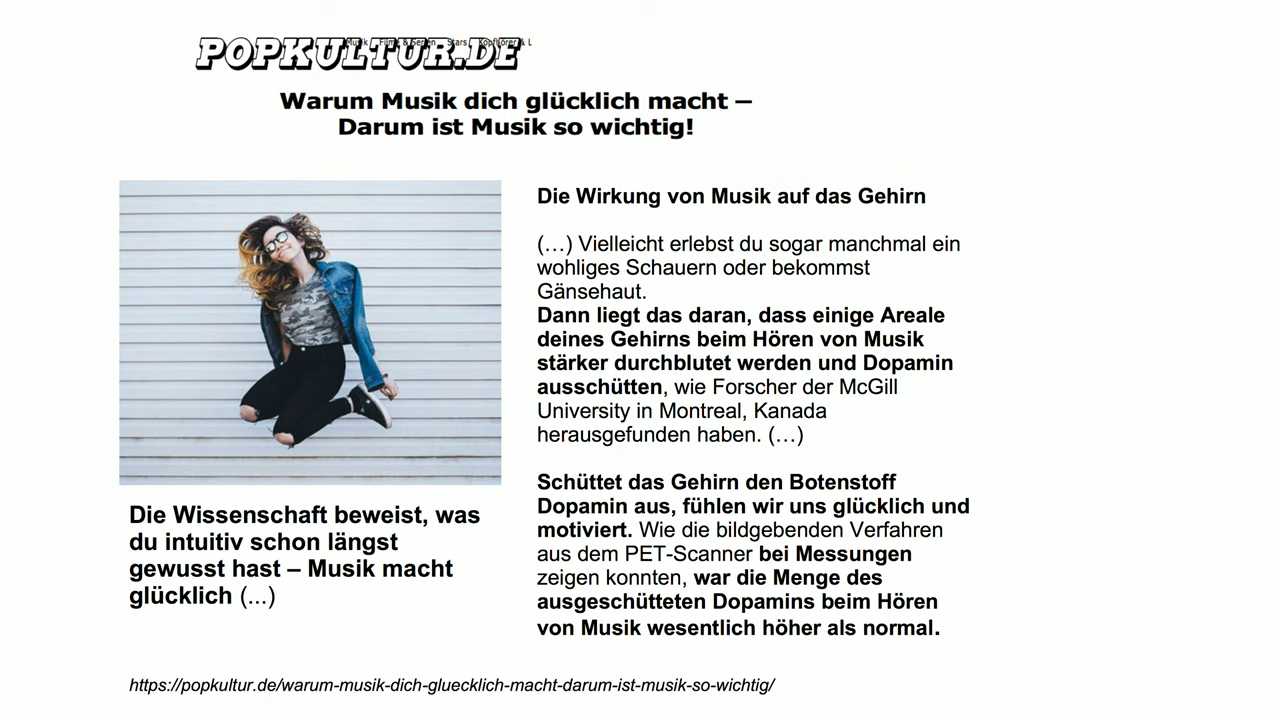 POPKULTUR.DE
Musik Filme & Serien Stars Kopfhörer & L
Warum Musik dich glücklich macht –
Darum ist Musik so wichtig!
Die Wissenschaft beweist, was
du intuitiv schon längst
gewusst hast – Musik macht
glücklich (...)
Die Wirkung von Musik auf das Gehirn
(…) Vielleicht erlebst du sogar manchmal ein
wohliges Schauern oder bekommst
Gänsehaut.
Dann liegt das daran, dass einige Areale
deines Gehirns beim Hören von Musik
stärker durchblutet werden und Dopamin
ausschütten, wie Forscher der McGill
University in Montreal, Kanada
herausgefunden haben. (…)
Schüttet das Gehirn den Botenstoff
Dopamin aus, fühlen wir uns glücklich und
motiviert. Wie die bildgebenden Verfahren
aus dem PET-Scanner bei Messungen
zeigen konnten, war die Menge des
ausgeschütteten Dopamins beim Hören
von Musik wesentlich höher als normal.
https://popkultur.de/warum-musik-dich-gluecklich-macht-darum-ist-musik-so-wichtig/